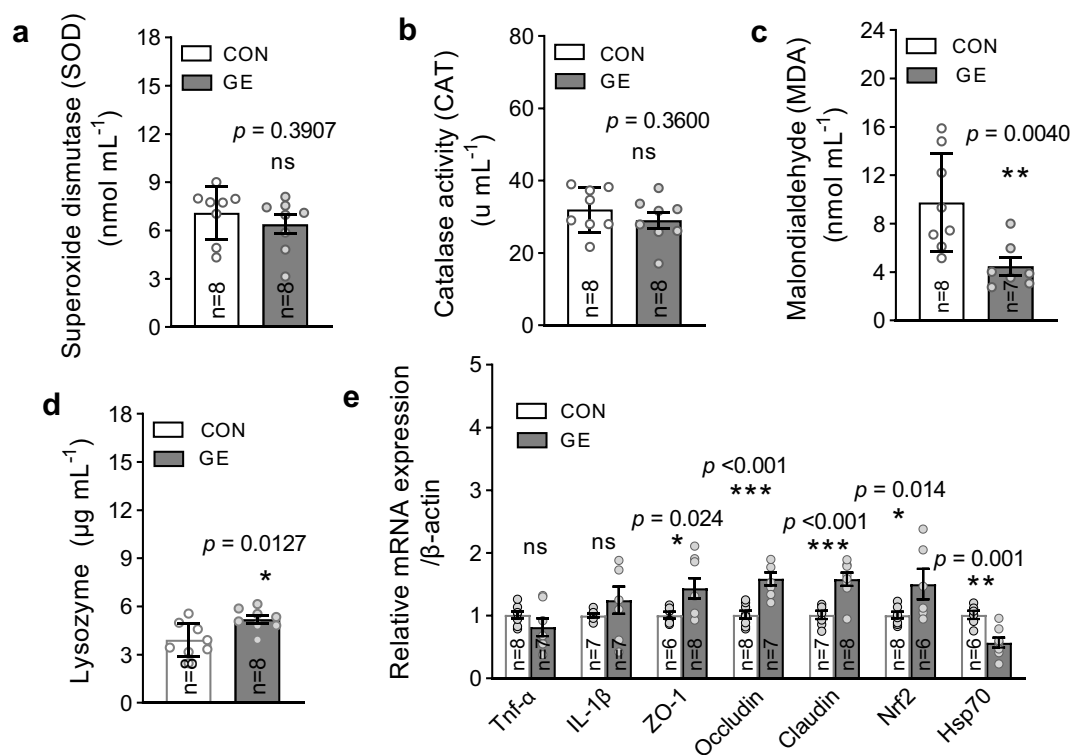 a
Superoxide dismutase (SOD)
(nmol mL⁻¹)
18
15
12
9
6
3
0
CON
GE
p = 0.3907
ns
n=8
n=8
b
Catalase activity (CAT)
(u mL⁻¹)
80
60
40
20
0
CON
GE
p = 0.3600
ns
n=8
n=8
c
Malondialdehyde (MDA)
(nmol mL⁻¹)
24
20
16
12
8
4
0
CON
GE
p = 0.0040
**
n=8
n=7
d
Lysozyme (µg mL⁻¹)
18
15
12
9
6
3
0
CON
GE
p = 0.0127
*
n=8
n=8
e
Relative mRNA expression
/β-actin
5
4
3
2
1
0
CON
GE
ns
ns
p = 0.024
*
p <0.001
***
p <0.001
***
p = 0.014
*
p = 0.001
**
n=8
n=7
n=7
n=7
n=6
n=8
n=8
n=7
n=7
n=8
n=8
n=6
n=6
n=8
Tnf-α
IL-1β
ZO-1
Occludin
Claudin
Nrf2
Hsp70